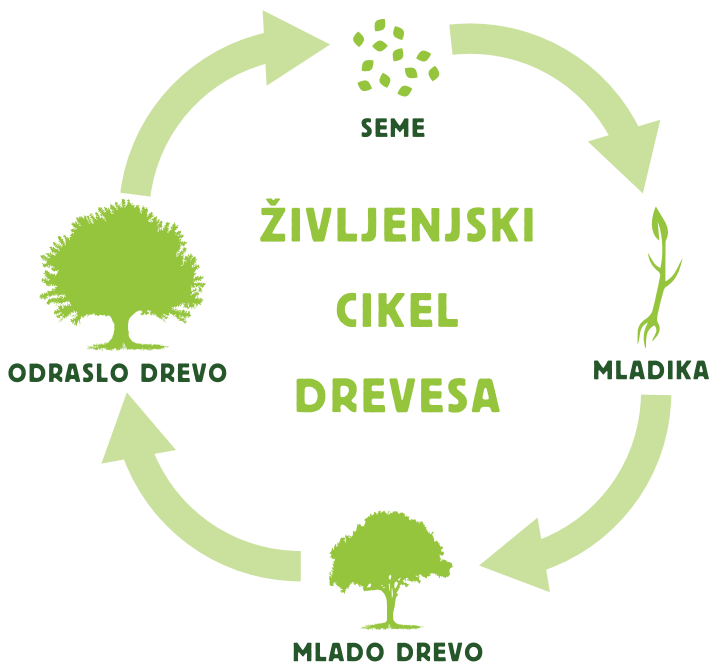 SEME
ŽIVLJENJSKI
CIKEL
DREVESA
MLADIKA
MLADO DREVO
ODRASLO DREVO